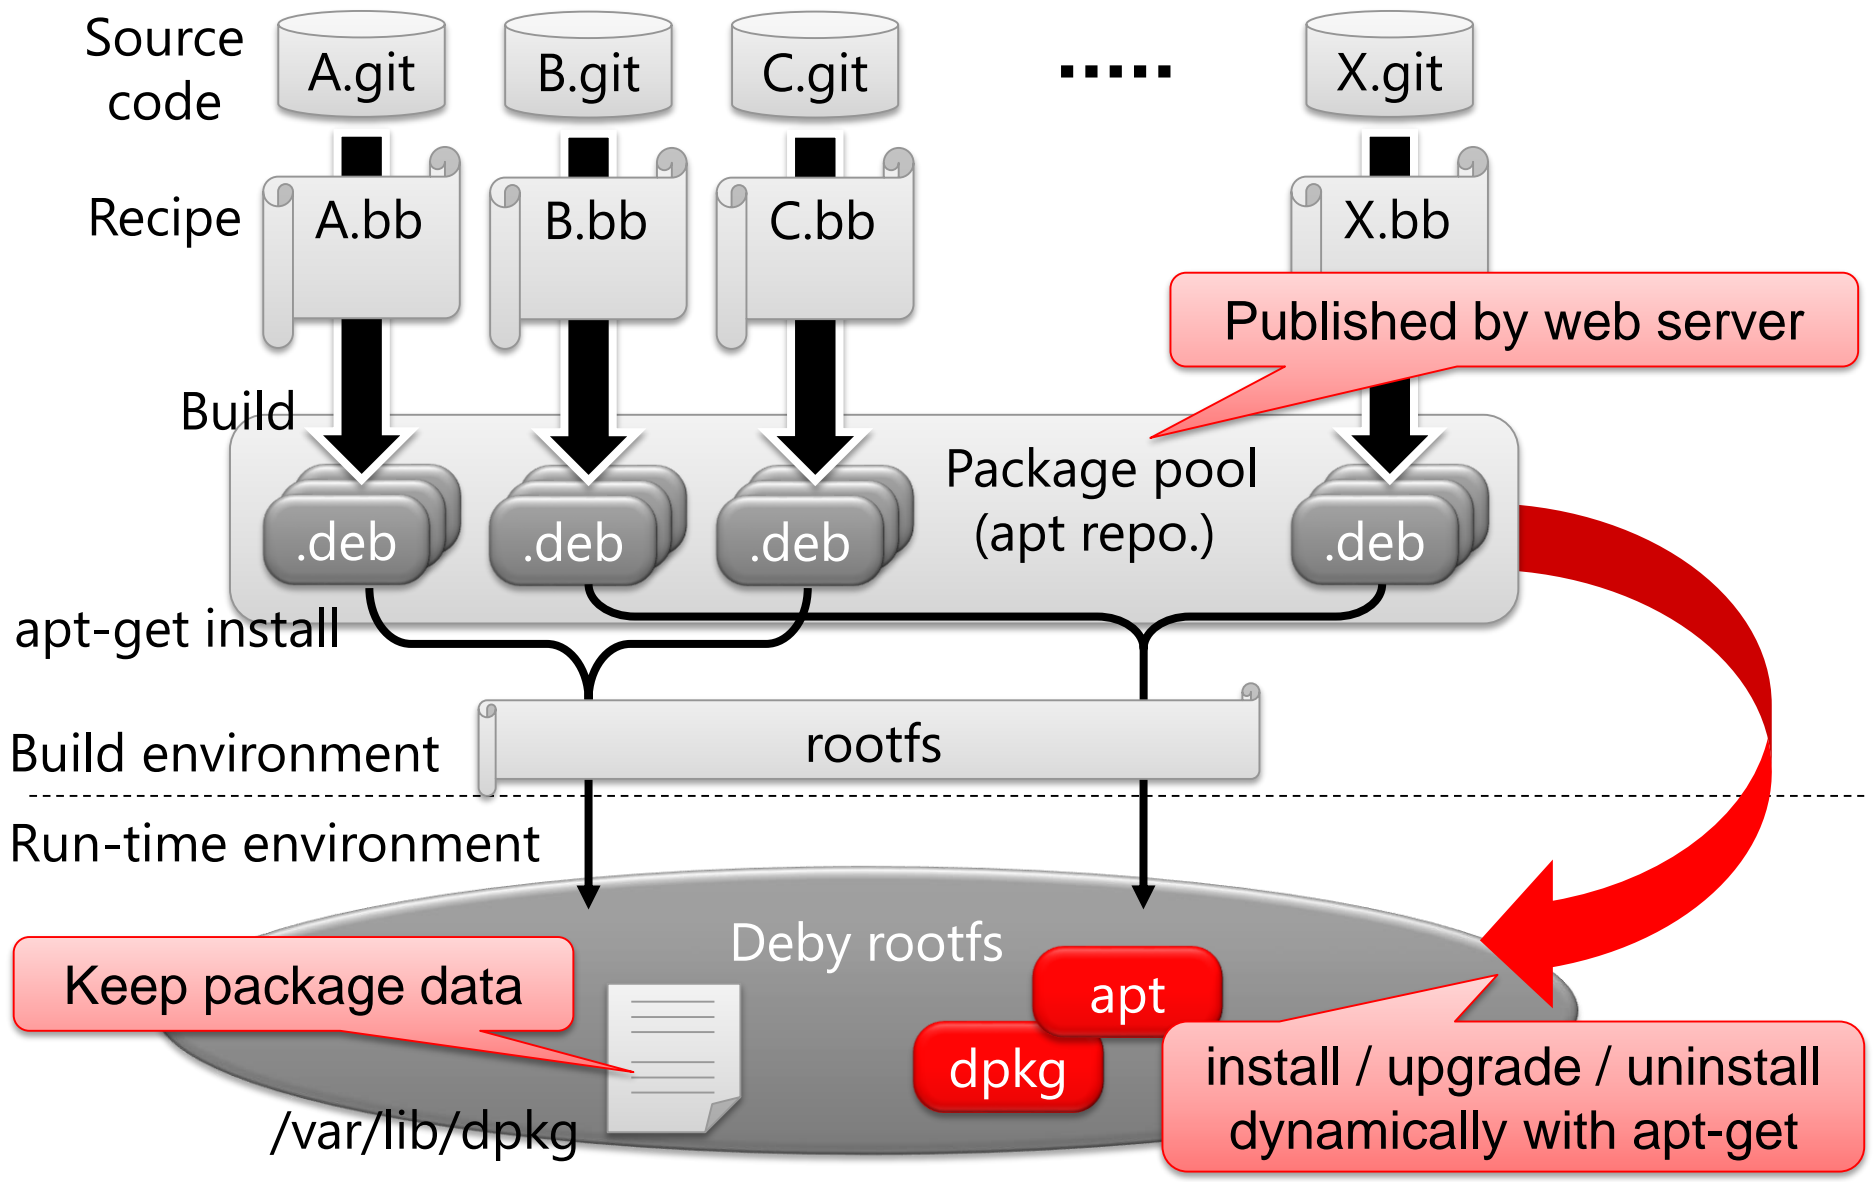 Source
code
A.git
B.git
C.git
X.git
Recipe
A.bb
B.bb
C.bb
X.bb
Published by web server
Build
Package pool
(apt repo.)
.deb
.deb
.deb
.deb
apt-get install
rootfs
Build environment
Run-time environment
Deby rootfs
Keep package data
apt
dpkg
install / upgrade / uninstall
dynamically with apt-get
/var/lib/dpkg